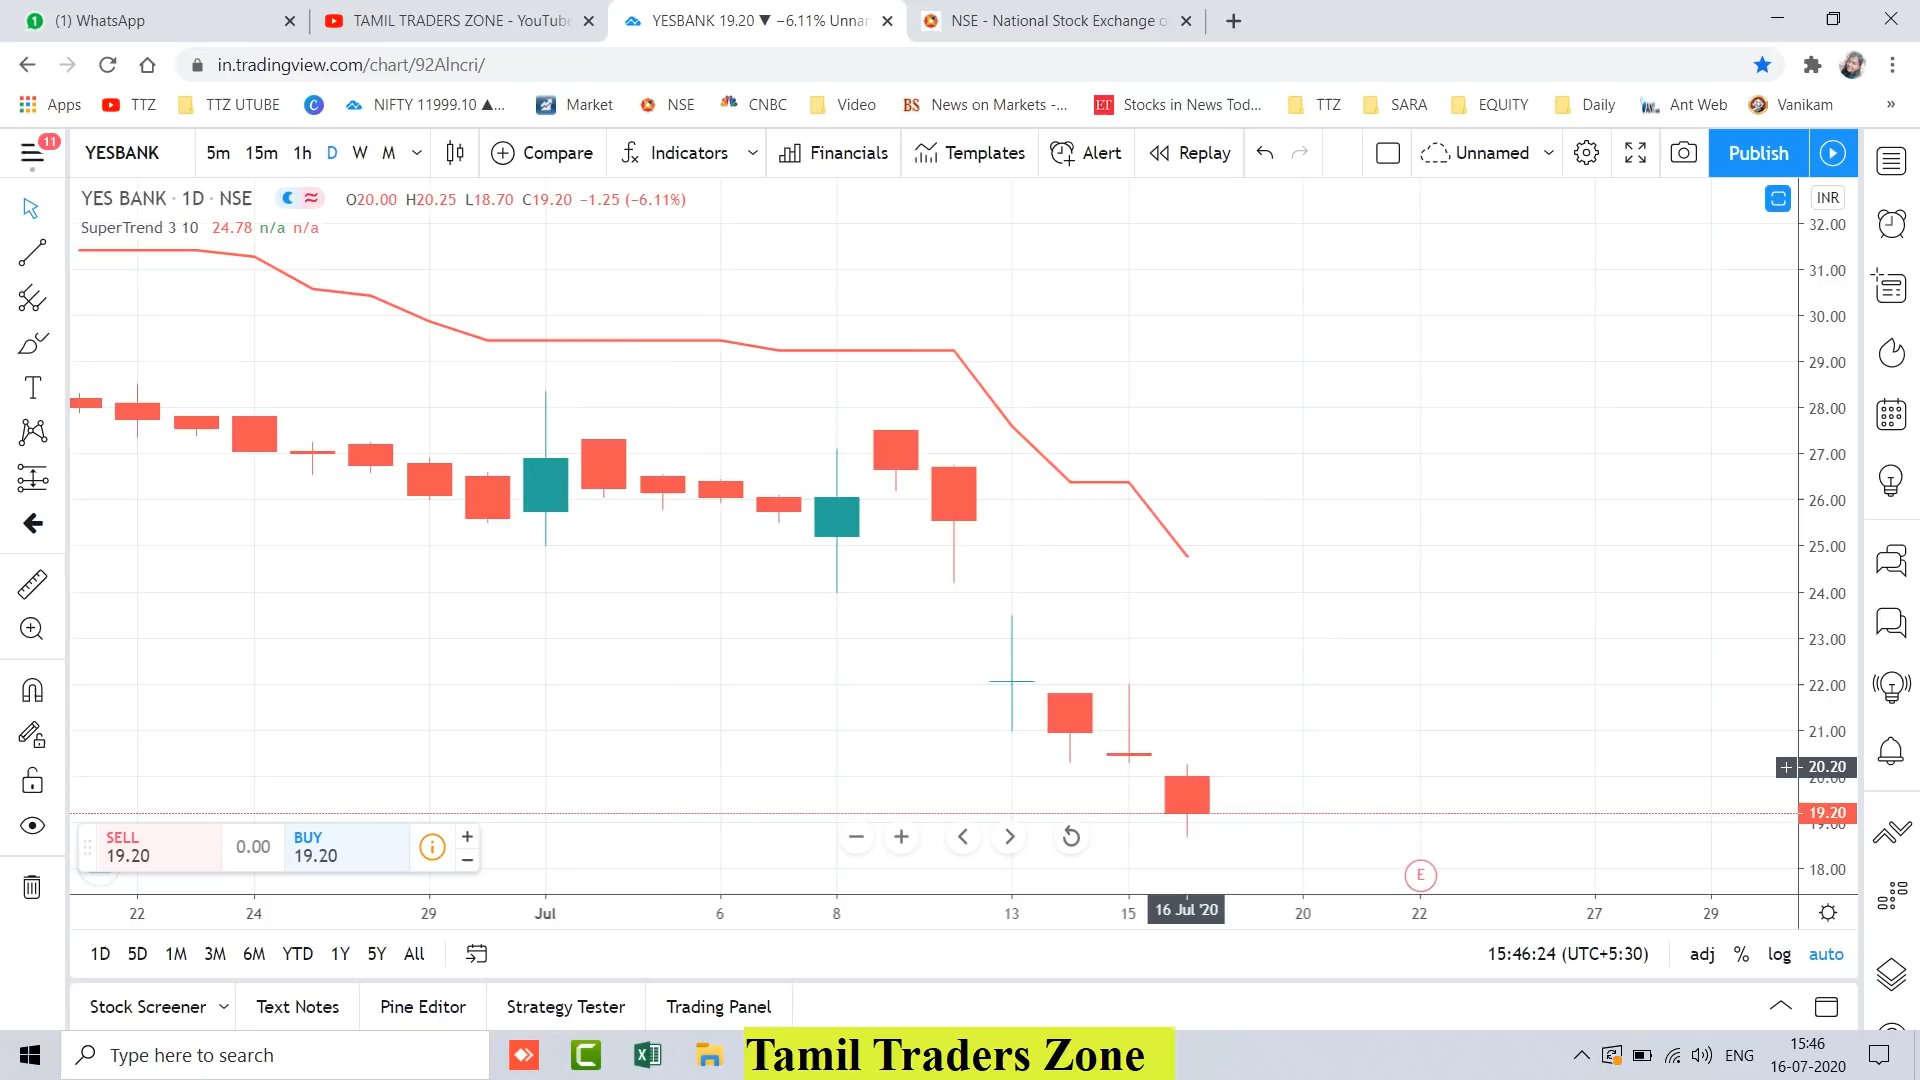 (1) WhatsApp
TAMIL TRADERS ZONE - YouTube
YESBANK 19.20 ▼ −6.11% Unnar
NSE - National Stock Exchange o
in.tradingview.com/chart/92Alncri/
Apps TTZ TTZ UTUBE C NIFTY 11999.10 ▲... Market NSE CNBC Video BS News on Markets -... ET Stocks in News Tod... TTZ SARA EQUITY Daily Ant Web Vanikam »
11
YESBANK 5m 15m 1h D W M Compare Indicators Financials Templates Alert Replay Unnamed Publish
YES BANK · 1D · NSE O20.00 H20.25 L18.70 C19.20 −1.25 (−6.11%)
INR
SuperTrend 3 10 24.78 n/a n/a
32.00
31.00
30.00
29.00
28.00
27.00
26.00
25.00
24.00
23.00
22.00
21.00
20.20
20.00
19.20
19.00
18.00
SELL
19.20
0.00
BUY
19.20
E
22 24 29 Jul 6 8 13 15 16 Jul '20 20 22 27 29
1D 5D 1M 3M 6M YTD 1Y 5Y All 15:46:24 (UTC+5:30) adj % log auto
Stock Screener Text Notes Pine Editor Strategy Tester Trading Panel
Type here to search
Tamil Traders Zone
ENG
15:46
16-07-2020